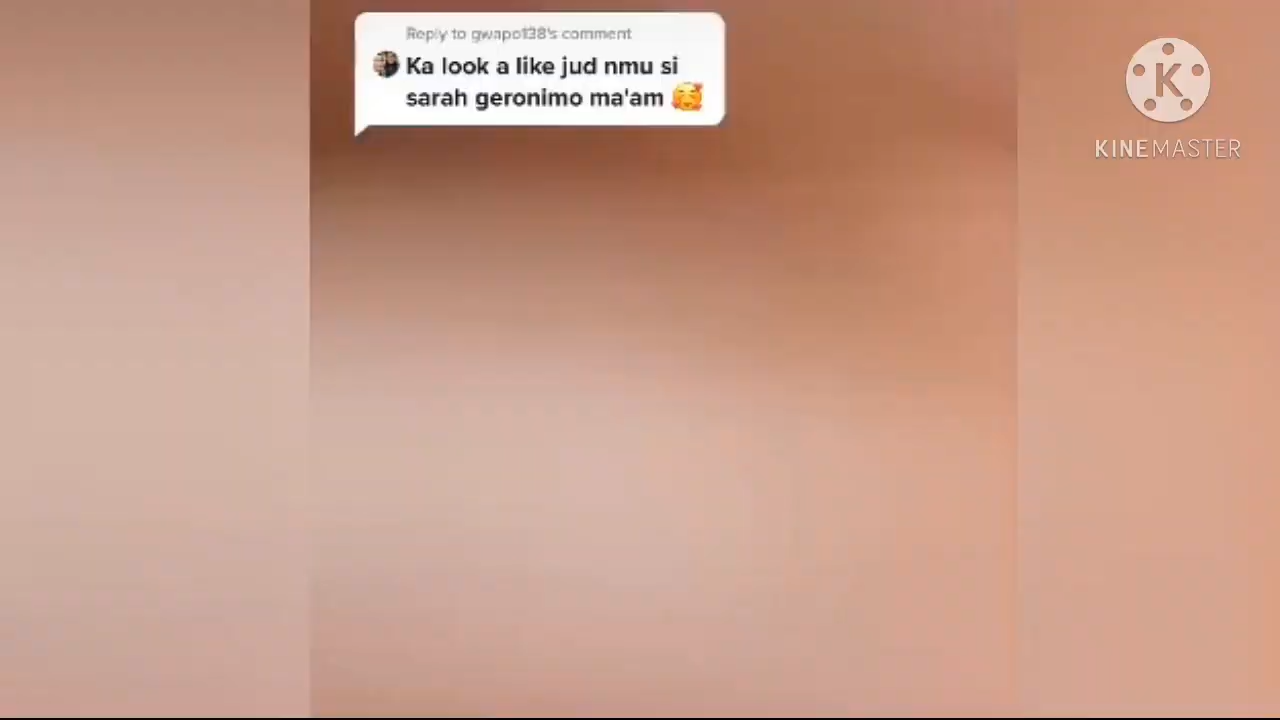 Reply to gwapo138's comment
Ka look a like jud nmu si
sarah geronimo ma'am 🥰
K
KINEMASTER